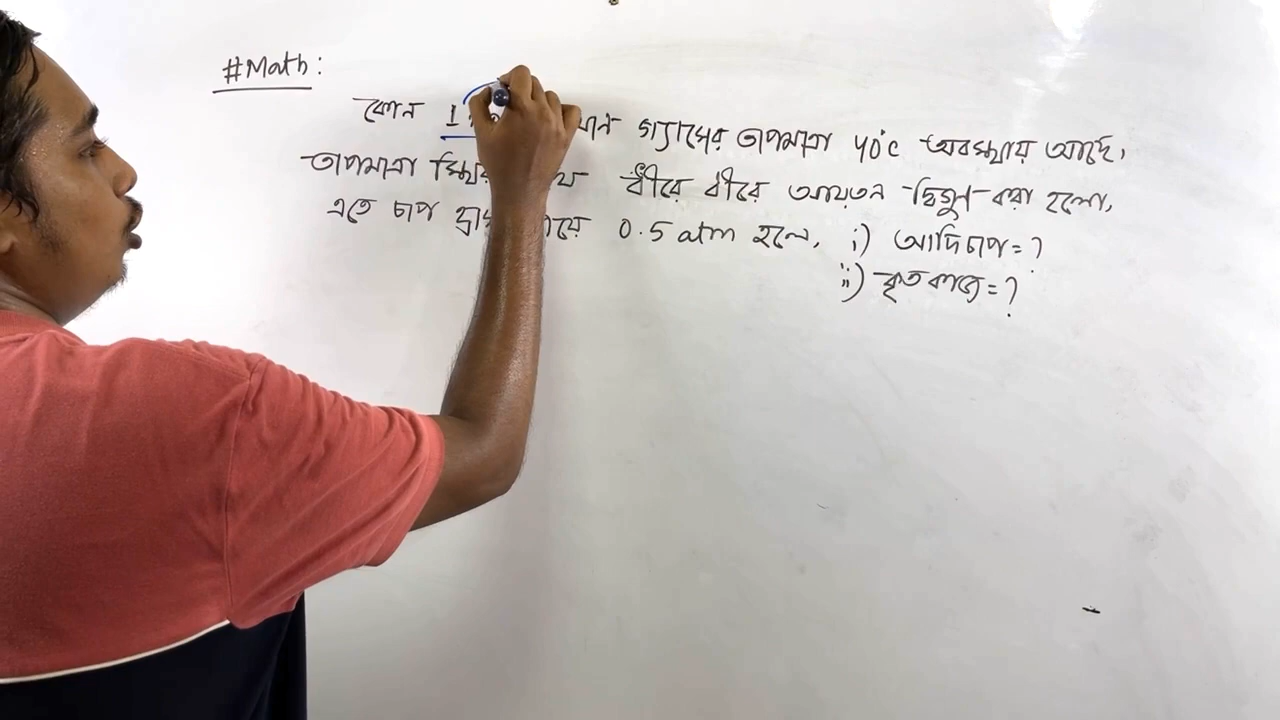 #Math:
কোন 1 গ্যাসের তাপমাত্রা 40°c অবস্থায় আছে,
তাপমাত্রা স্থির ধীরে ধীরে আয়তন দ্বিগুণ করা হলো,
এতে চাপ 0.5 atm হলে, i) আদিচাপ=?
ii) কৃতকাজ=?